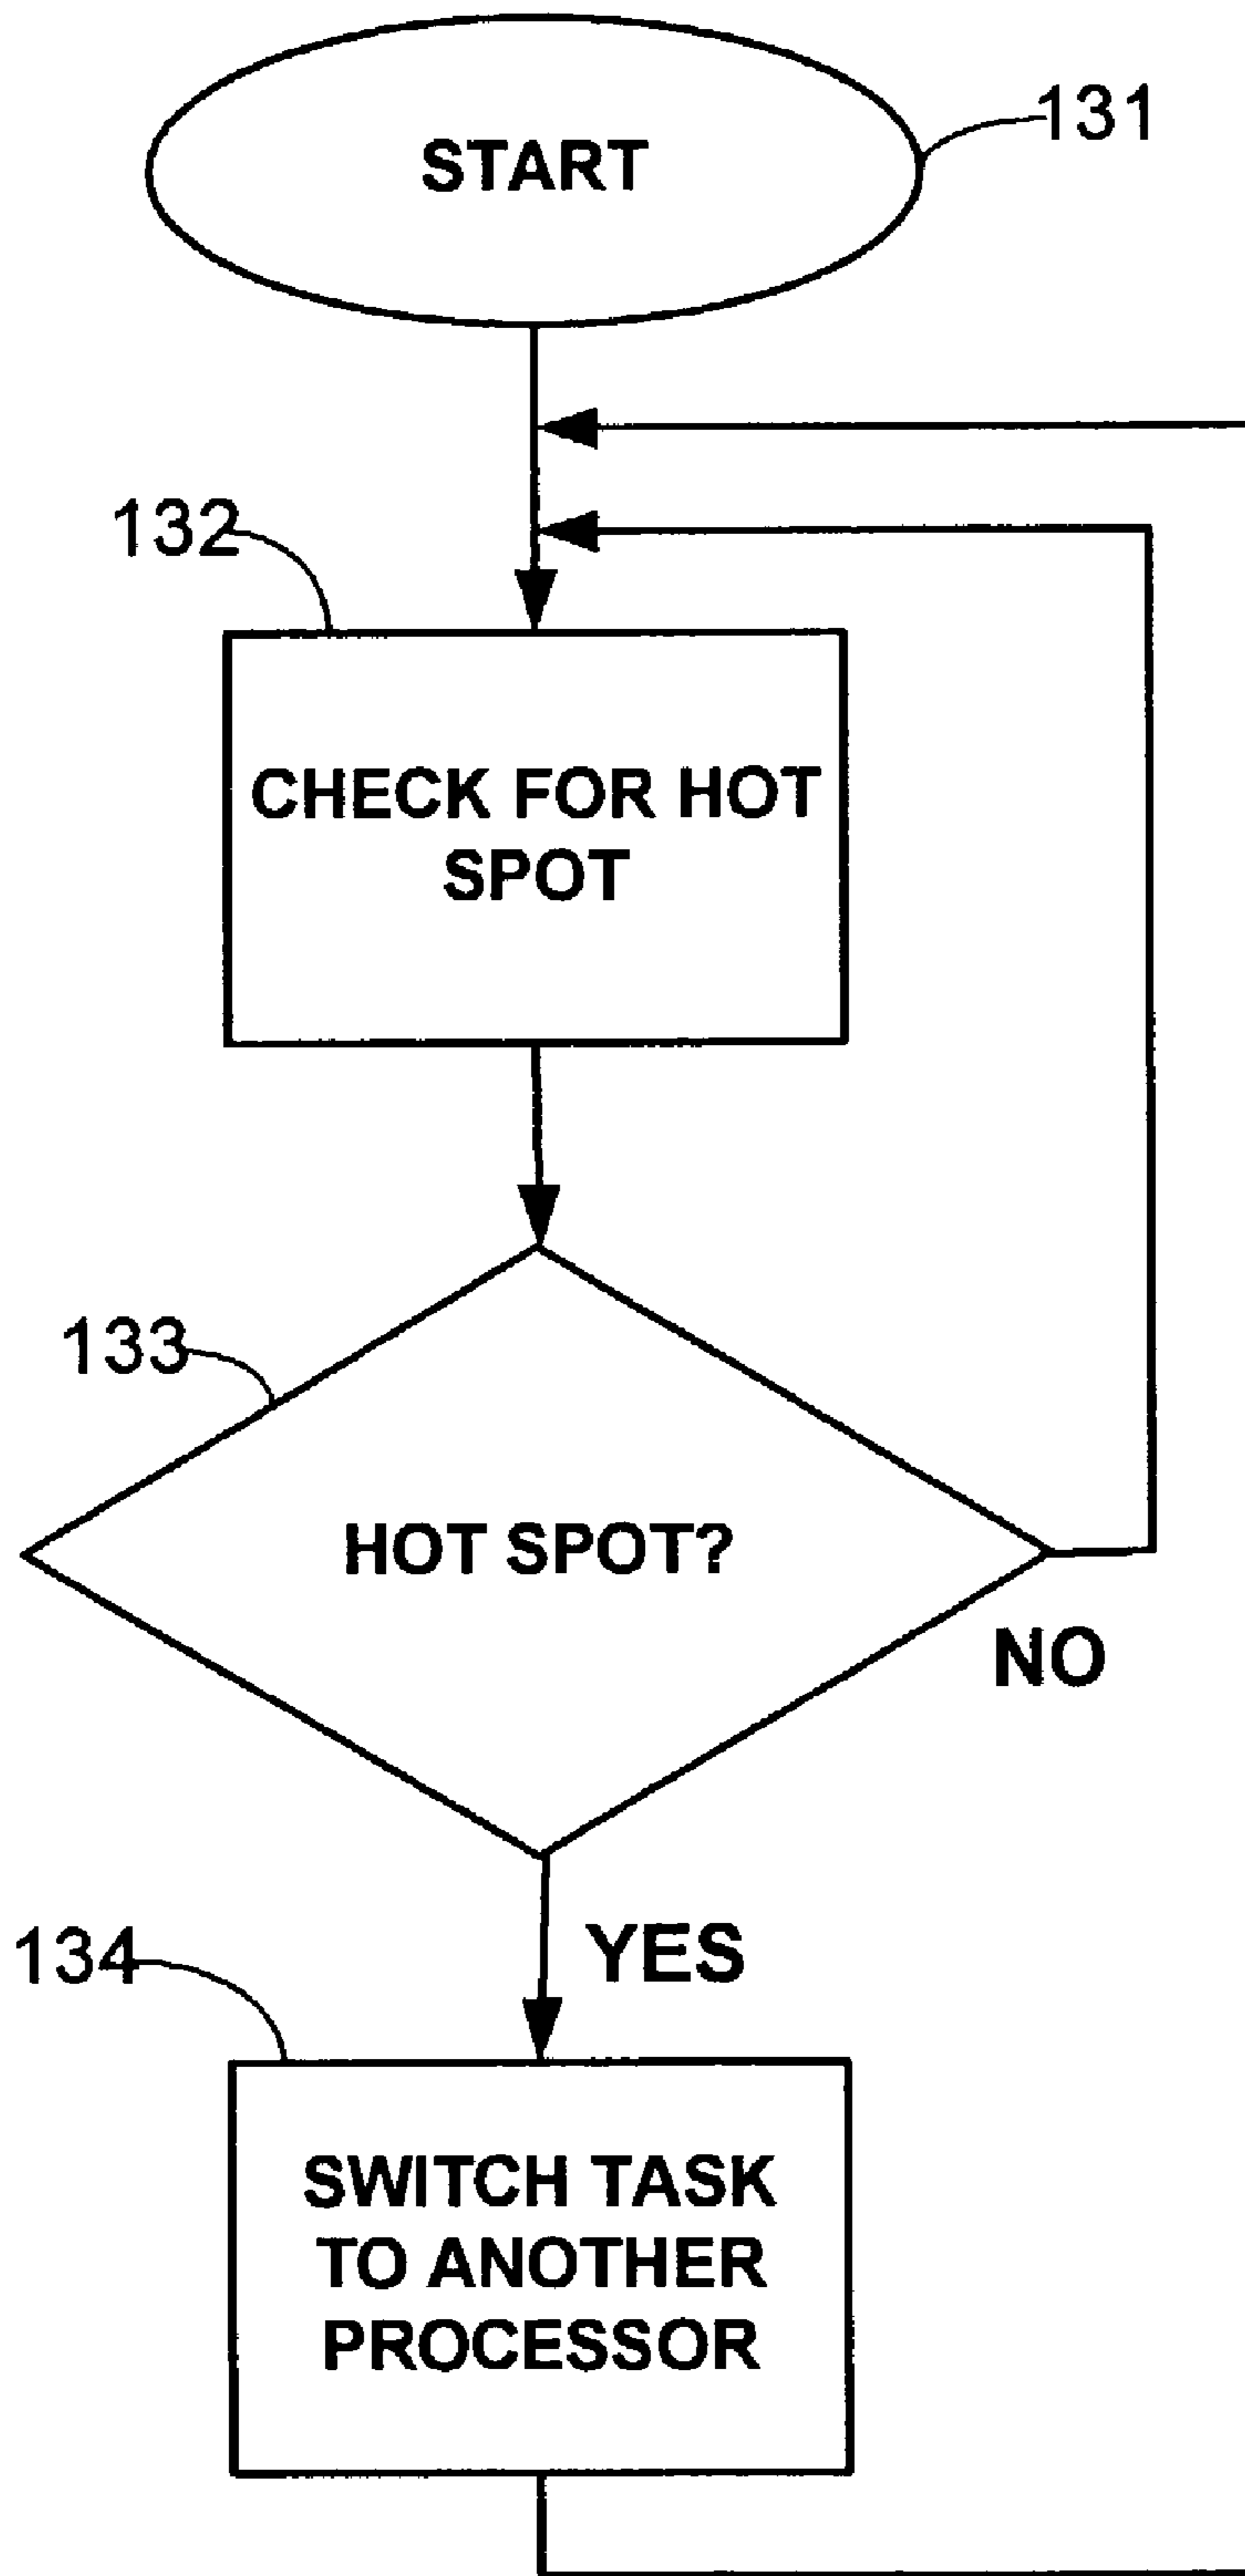 START
131
132
CHECK FOR HOT
SPOT
133
HOT SPOT?
NO
YES
134
SWITCH TASK
TO ANOTHER
PROCESSOR